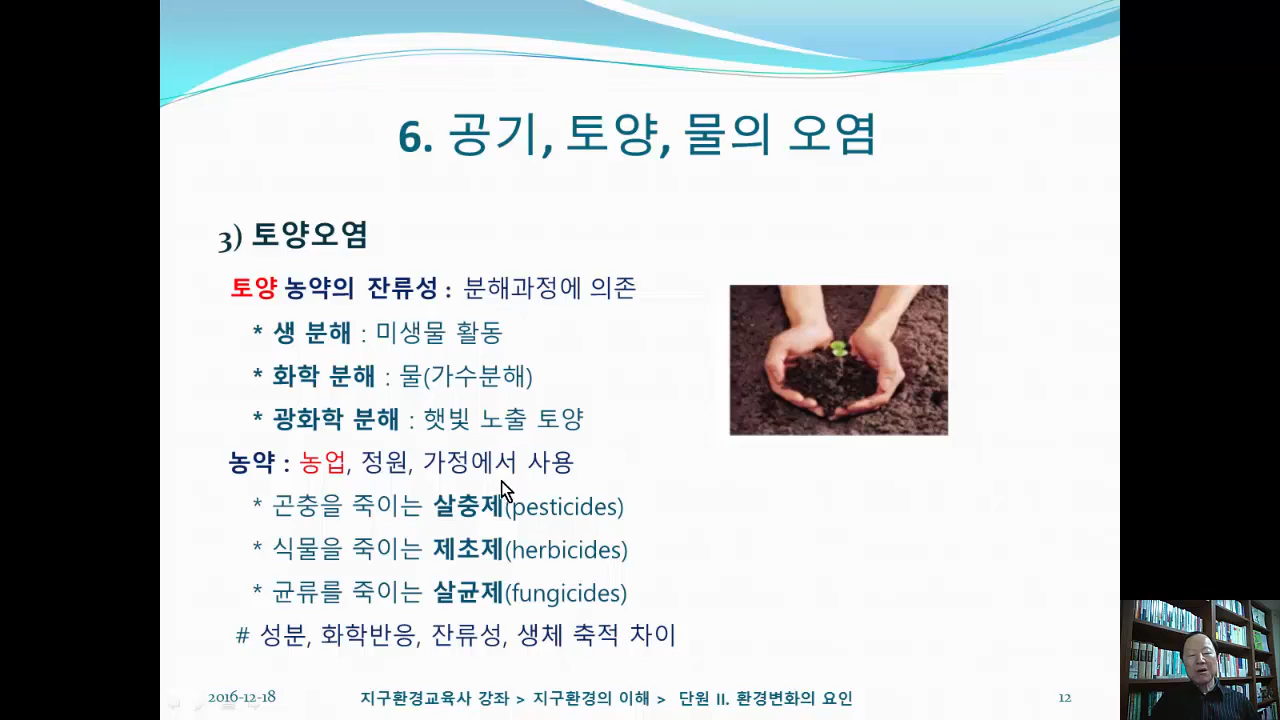 6. 공기, 토양, 물의 오염
3) 토양오염
토양 농약의 잔류성 : 분해과정에 의존
* 생 분해 : 미생물 활동
* 화학 분해 : 물(가수분해)
* 광화학 분해 : 햇빛 노출 토양
농약 : 농업, 정원, 가정에서 사용
* 곤충을 죽이는 살충제(pesticides)
* 식물을 죽이는 제초제(herbicides)
* 균류를 죽이는 살균제(fungicides)
# 성분, 화학반응, 잔류성, 생체 축적 차이
2016-12-18 지구환경교육사 강좌 > 지구환경의 이해 > 단원 II. 환경변화의 요인 12